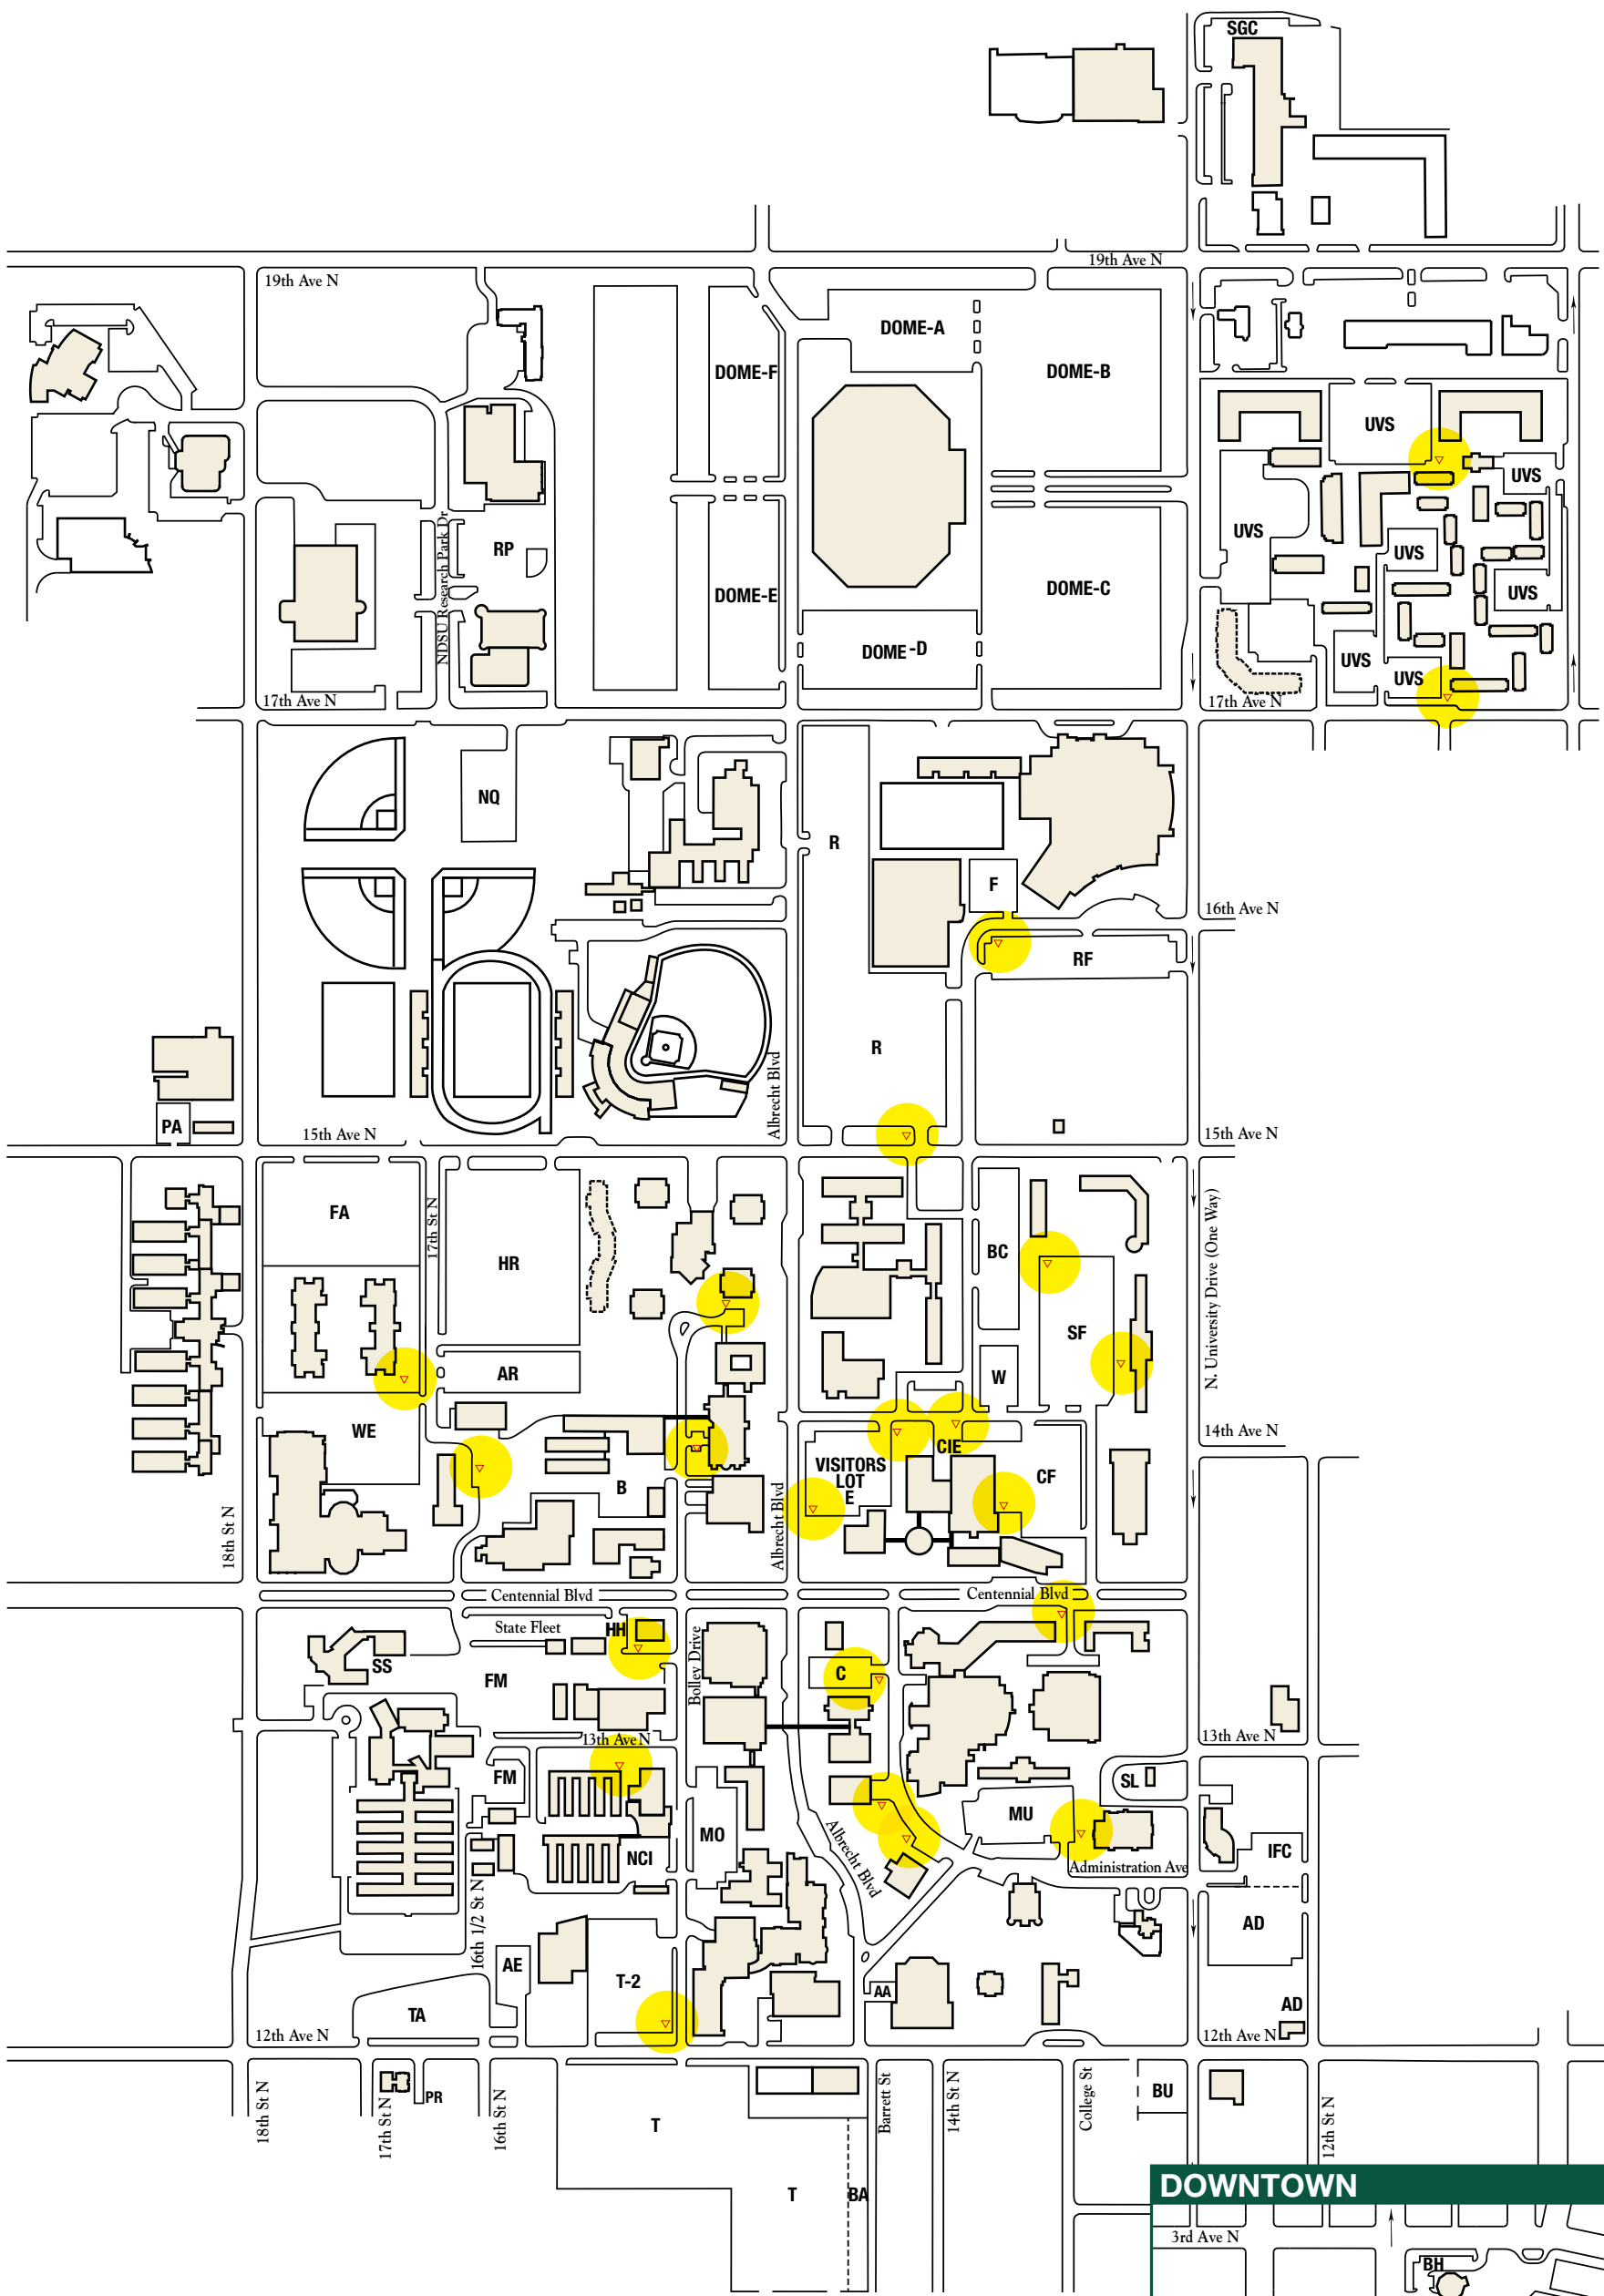 SGC
19th Ave N
19th Ave N
DOME-A
DOME-F
DOME-B
UVS
UVS
UVS
RP
UVS
NDSU Research Park Dr
DOME-E
DOME-C
UVS
DOME-D
UVS
UVS
17th Ave N
17th Ave N
NQ
R
F
16th Ave N
RF
R
Albrecht Blvd
PA
15th Ave N
15th Ave N
FA
17th St N
HR
BC
N. University Drive (One Way)
SF
AR
W
WE
14th Ave N
CIE
VISITORS
LOT
E
CF
B
18th St N
Albrecht Blvd
Centennial Blvd
Centennial Blvd
State Fleet
HH
SS
Bolley Drive
C
FM
13th Ave N
13th Ave N
FM
SL
MU
MO
Albrecht Blvd
NCI
IFC
Administration Ave
16th 1/2 St N
AD
AE
T-2
AA
TA
AD
12th Ave N
12th Ave N
PR
BU
18th St N
17th St N
16th St N
Barrett St
14th St N
College St
12th St N
T
T
BA
DOWNTOWN
3rd Ave N
BH